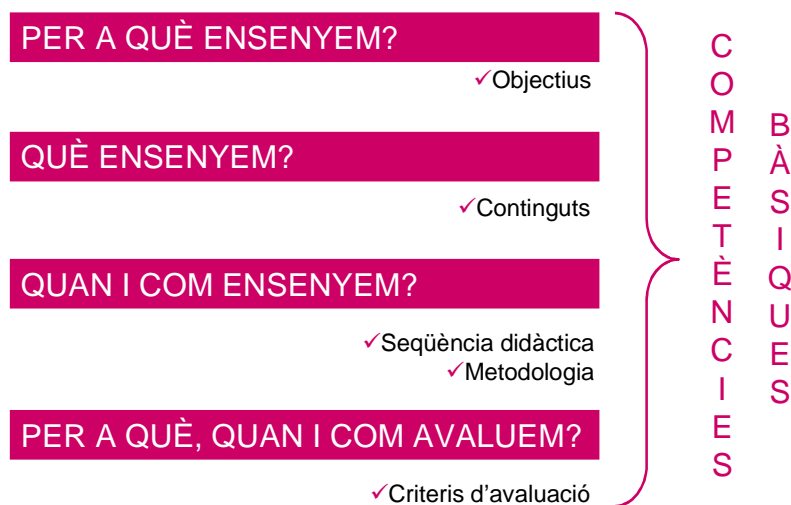 PER A QUÈ ENSENYEM?
✓Objectius
QUÈ ENSENYEM?
✓Continguts
QUAN I COM ENSENYEM?
✓Seqüència didàctica
✓Metodologia
PER A QUÈ, QUAN I COM AVALUEM?
✓Criteris d’avaluació
COMPETÈNCIES
BÀSIQUES